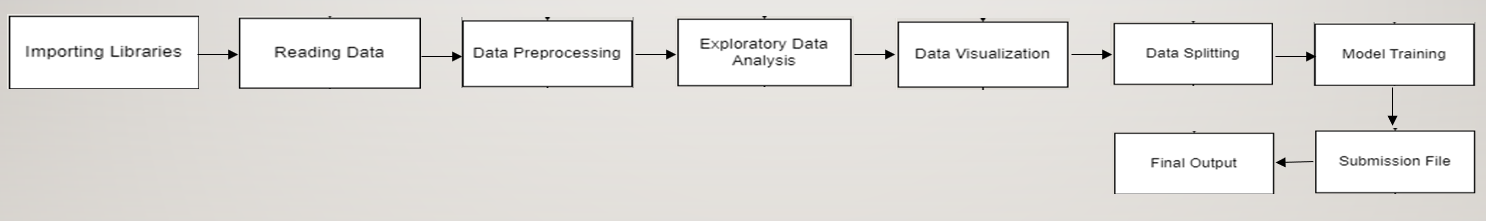 Importing Libraries
Reading Data
Data Preprocessing
Exploratory Data
Analysis
Data Visualization
Data Splitting
Model Training
Submission File
Final Output